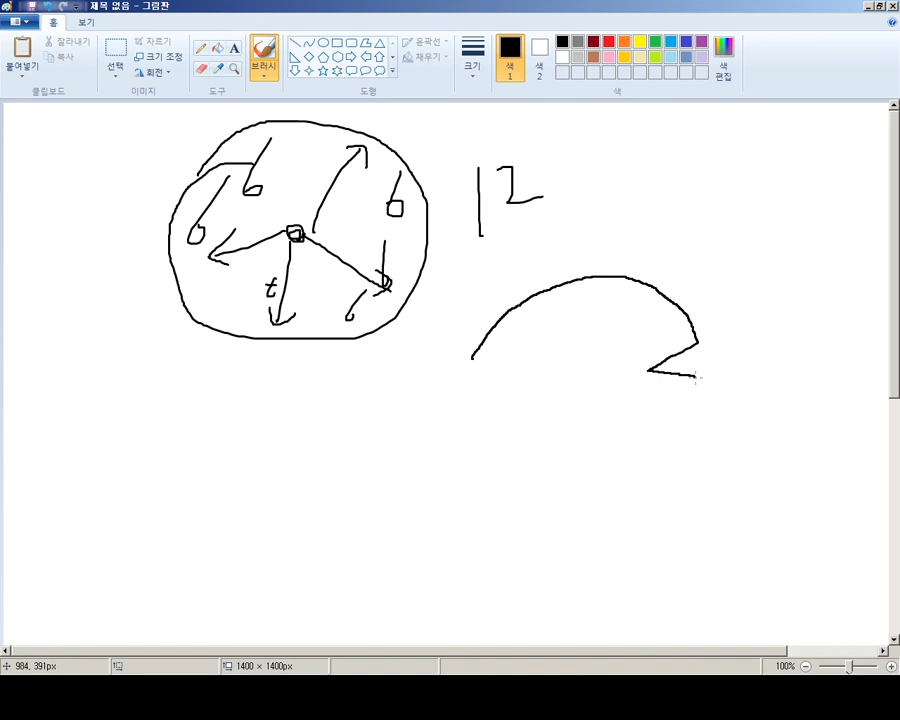 제목 없음 - 그림판
홈 보기
붙여넣기
잘라내기
복사
클립보드
선택
자르기
크기 조정
회전
이미지
A
도구
브러시
윤곽선
채우기
도형
크기
색 1
색 2
색 편집
색
12
t
984, 391px
1400 × 1400px
100%